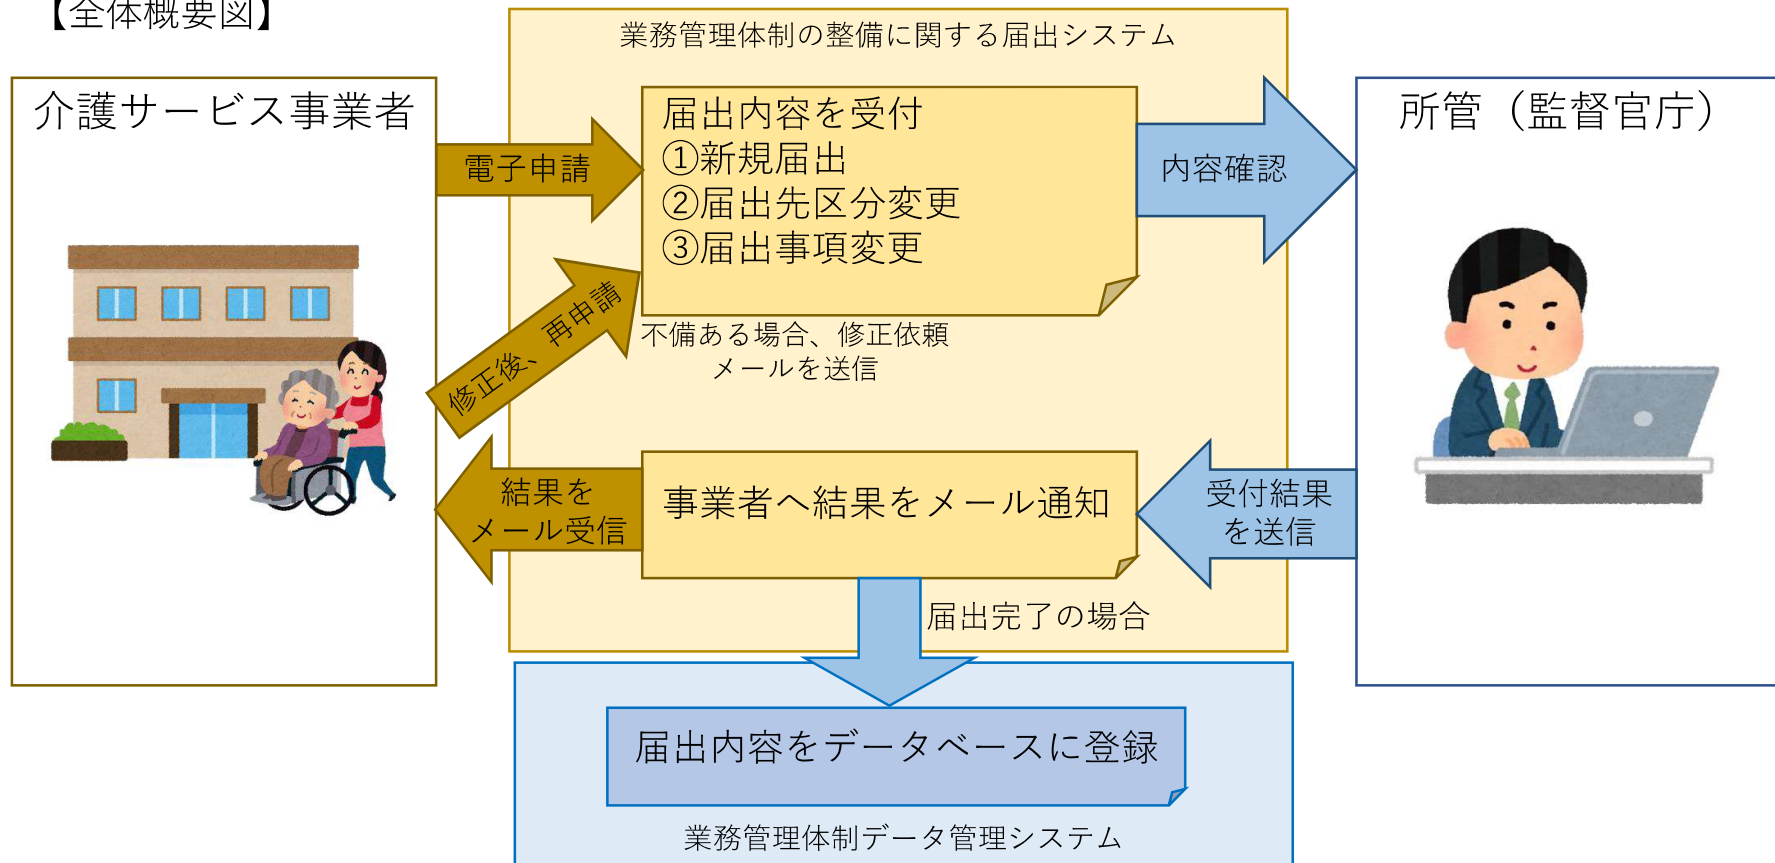 【全体概要図】
業務管理体制の整備に関する届出システム
介護サービス事業者
電子申請
届出内容を受付
①新規届出
②届出先区分変更
③届出事項変更
内容確認
所管（監督官庁）
修正後、再申請
不備ある場合、修正依頼
メールを送信
結果を
メール受信
事業者へ結果をメール通知
受付結果
を送信
届出完了の場合
届出内容をデータベースに登録
業務管理体制データ管理システム